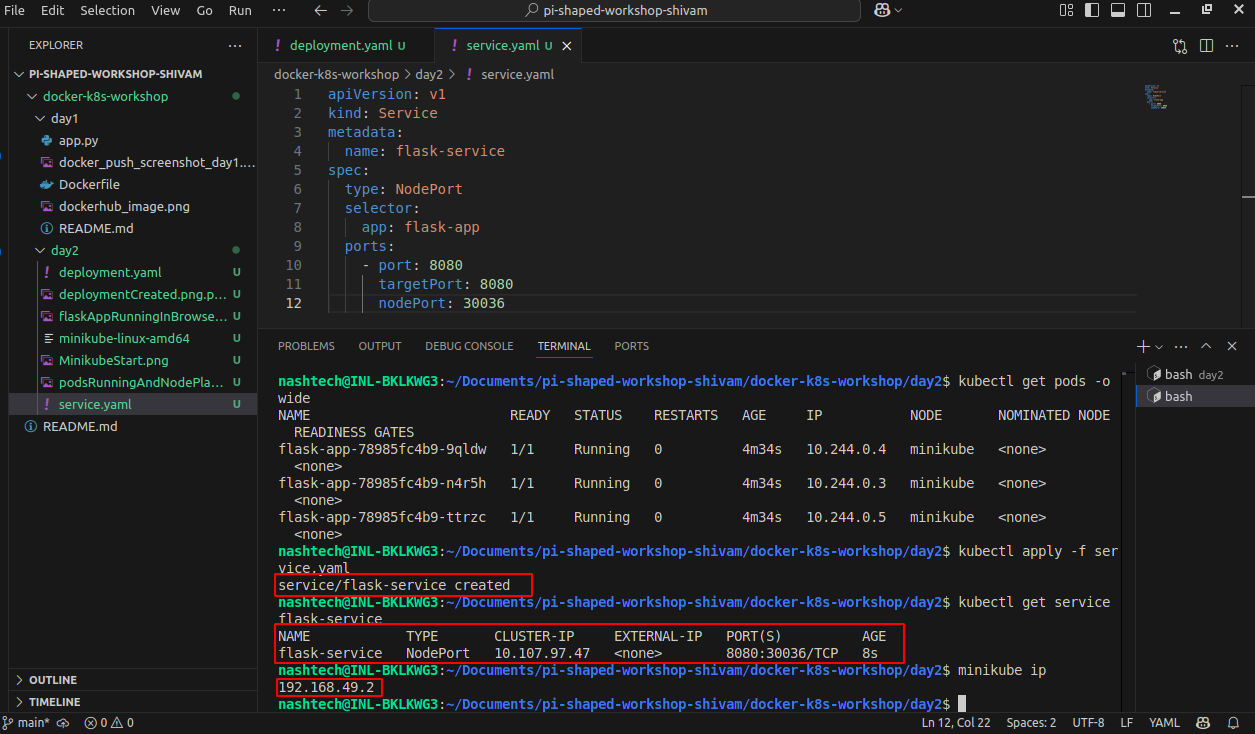 File Edit Selection View Go Run ··· pi-shaped-workshop-shivam
EXPLORER ···
PI-SHAPED-WORKSHOP-SHIVAM
docker-k8s-workshop
day1
app.py
docker_push_screenshot_day1....
Dockerfile
dockerhub_image.png
README.md
day2
deployment.yaml U
deploymentCreated.png.p... U
flaskAppRunningInBrowse... U
minikube-linux-amd64 U
MinikubeStart.png U
podsRunningAndNodePla... U
service.yaml U
README.md
OUTLINE
TIMELINE
! deployment.yaml U ! service.yaml U
docker-k8s-workshop > day2 > ! service.yaml
1 apiVersion: v1
2 kind: Service
3 metadata:
4 name: flask-service
5 spec:
6 type: NodePort
7 selector:
8 app: flask-app
9 ports:
10 - port: 8080
11 targetPort: 8080
12 nodePort: 30036
PROBLEMS OUTPUT DEBUG CONSOLE TERMINAL PORTS
bash day2
bash
nashtech@INL-BKLKWG3:~/Documents/pi-shaped-workshop-shivam/docker-k8s-workshop/day2$ kubectl get pods -o
wide
NAME READY STATUS RESTARTS AGE IP NODE NOMINATED NODE
READINESS GATES
flask-app-78985fc4b9-9qldw 1/1 Running 0 4m34s 10.244.0.4 minikube <none>
<none>
flask-app-78985fc4b9-n4r5h 1/1 Running 0 4m34s 10.244.0.3 minikube <none>
<none>
flask-app-78985fc4b9-ttrzc 1/1 Running 0 4m34s 10.244.0.5 minikube <none>
<none>
nashtech@INL-BKLKWG3:~/Documents/pi-shaped-workshop-shivam/docker-k8s-workshop/day2$ kubectl apply -f ser
vice.yaml
service/flask-service created
nashtech@INL-BKLKWG3:~/Documents/pi-shaped-workshop-shivam/docker-k8s-workshop/day2$ kubectl get service
flask-service
NAME TYPE CLUSTER-IP EXTERNAL-IP PORT(S) AGE
flask-service NodePort 10.107.97.47 <none> 8080:30036/TCP 8s
nashtech@INL-BKLKWG3:~/Documents/pi-shaped-workshop-shivam/docker-k8s-workshop/day2$ minikube ip
192.168.49.2
nashtech@INL-BKLKWG3:~/Documents/pi-shaped-workshop-shivam/docker-k8s-workshop/day2$
main* 0 0 Ln 12, Col 22 Spaces: 2 UTF-8 LF YAML